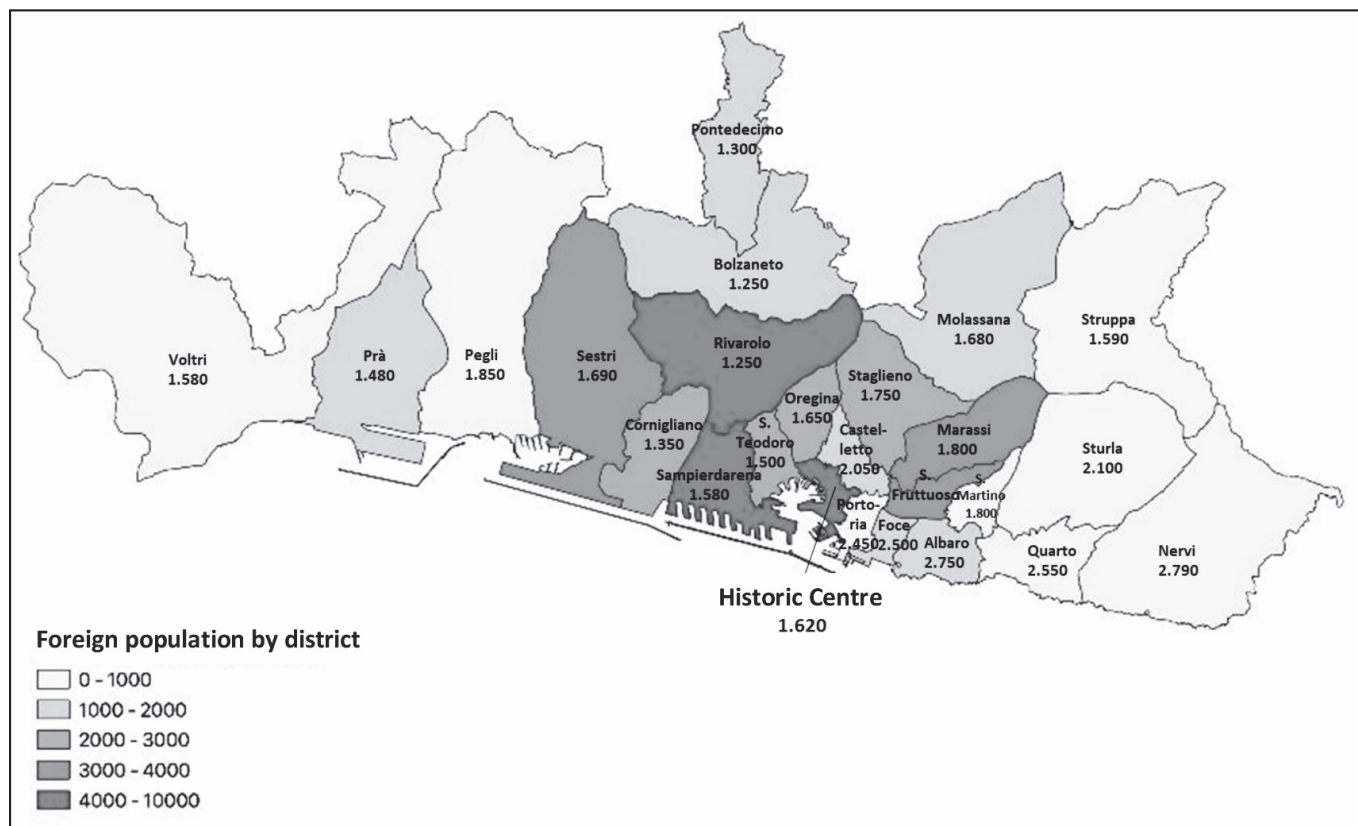 Pontedecimo
1.300
Bolzaneto
1.250
Molassana
1.680
Struppa
1.590
Voltri
1.580
Prà
1.480
Pegli
1.850
Sestri
1.690
Rivarolo
1.250
Staglieno
1.750
Oregina
1.650
Cornigliano
1.350
S.
Teodoro
1.500
Castel-
letto
2.050
Marassi
1.800
Sturla
2.100
Sampierdarena
1.580
S.
Fruttuoso
S.
Martino
1.800
Porto-
ria
2.450
Foce
2.500
Albaro
2.750
Quarto
2.550
Nervi
2.790
Historic Centre
1.620
Foreign population by district
0 - 1000
1000 - 2000
2000 - 3000
3000 - 4000
4000 - 10000